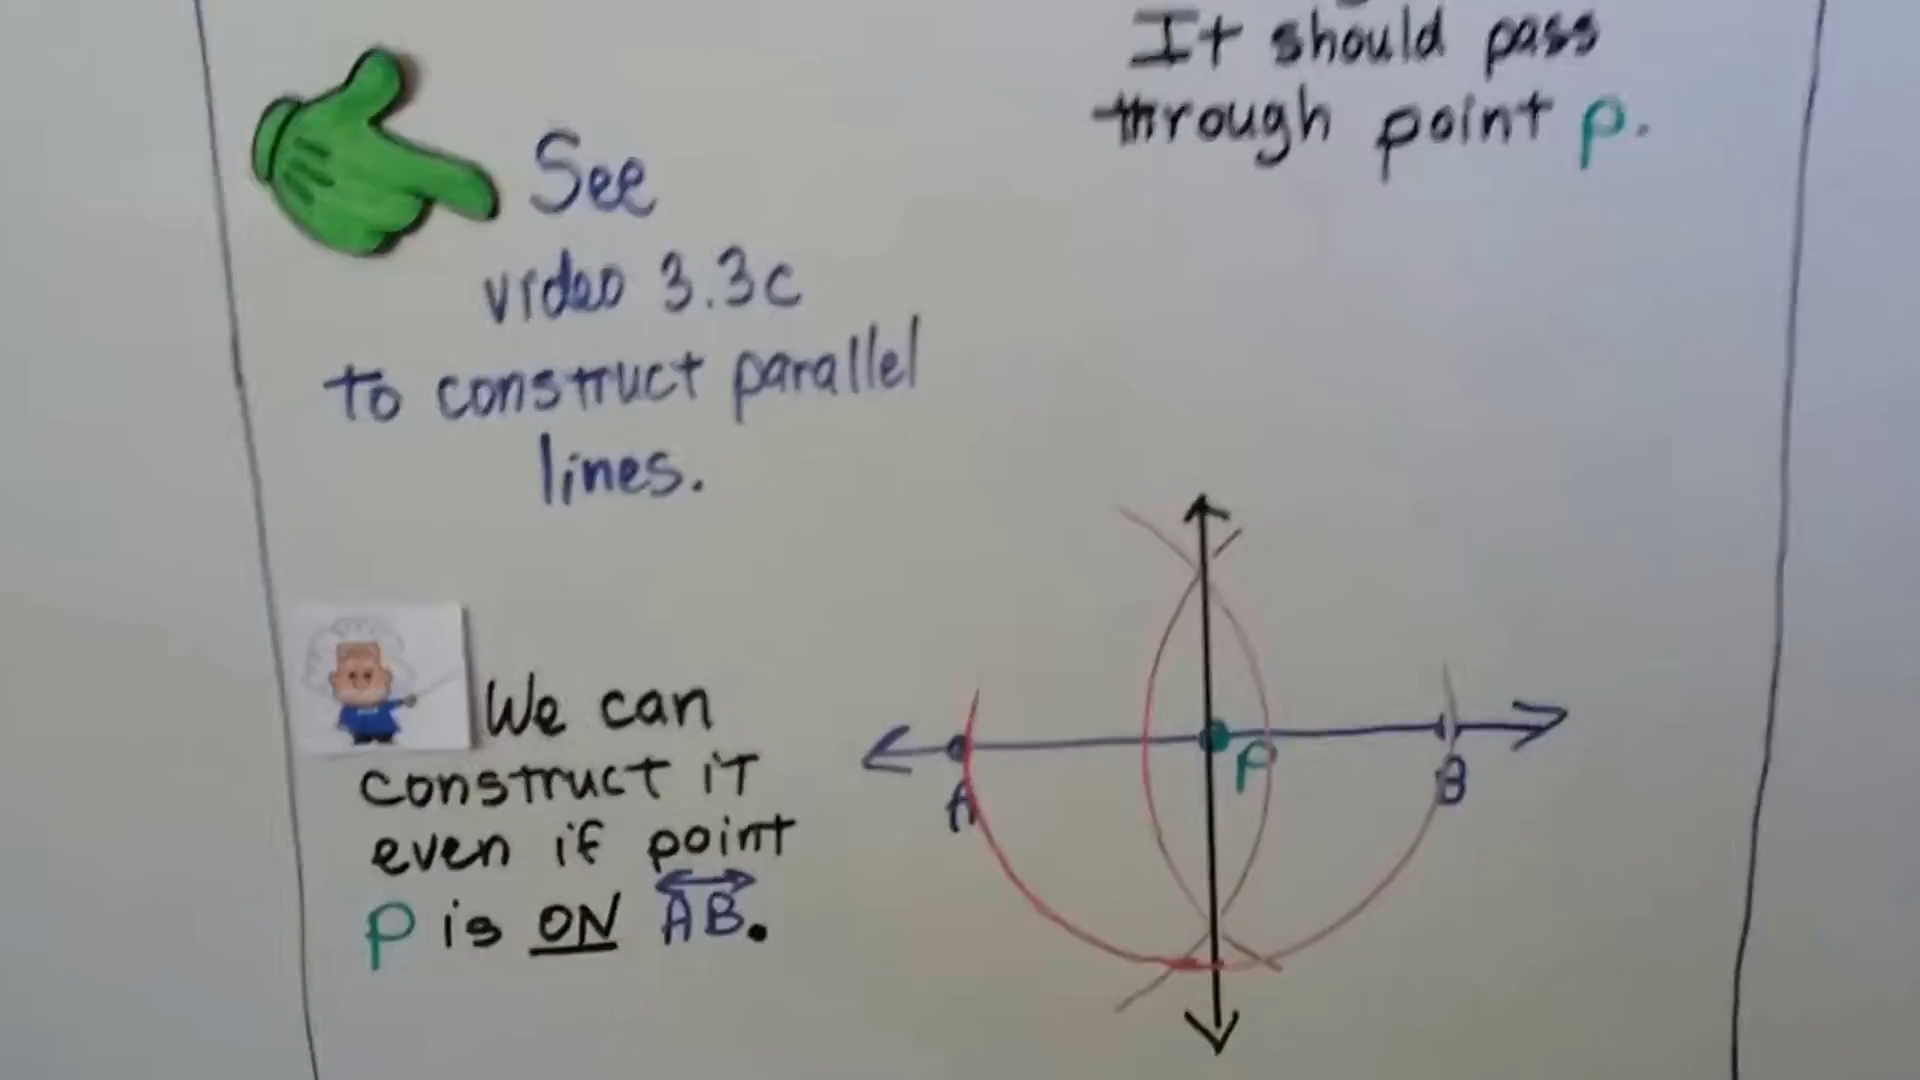 It should pass
through point p.
See
video 3.3c
to construct parallel
lines.
We can
construct it
even if point
P is ON AB.
A
P
B